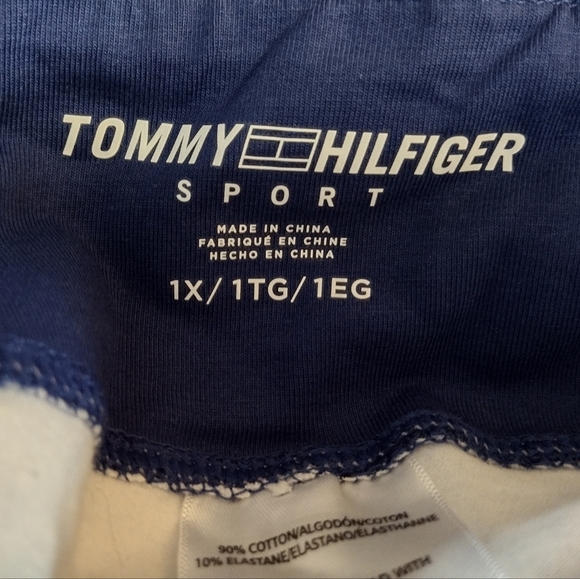 TOMMY HILFIGER
SPORT
MADE IN CHINA
FABRIQUÉ EN CHINE
HECHO EN CHINA
1X/1TG/1EG
90% COTTON/ALGODÓN/COTON
10% ELASTANE/ELASTANO/ELASTHANNE
WITH